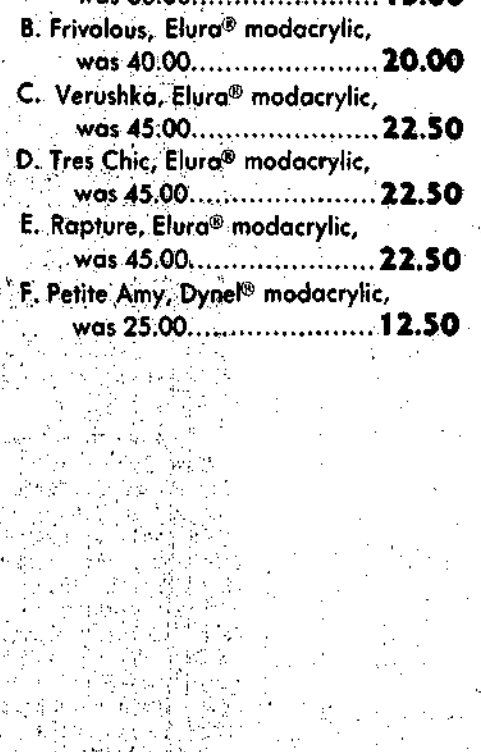 B. Frivolous, Elura® modacrylic,
was 40.00...................... 20.00
C. Verushka, Elura® modacrylic,
was 45.00...................... 22.50
D. Tres Chic, Elura® modacrylic,
was 45.00...................... 22.50
E. Rapture, Elura® modacrylic,
was 45.00...................... 22.50
F. Petite Amy, Dynel® modacrylic,
was 25.00...................... 12.50